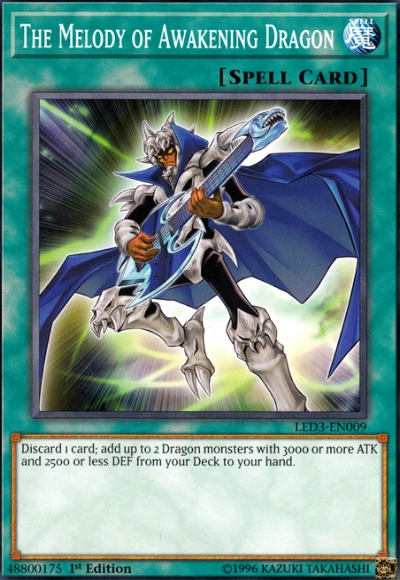 The Melody of Awakening Dragon
SPELL
魔
[Spell Card]
LED3-EN009
Discard 1 card; add up to 2 Dragon monsters with 3000 or more ATK
and 2500 or less DEF from your Deck to your hand.
48800175 1st Edition ©1996 KAZUKI TAKAHASHI